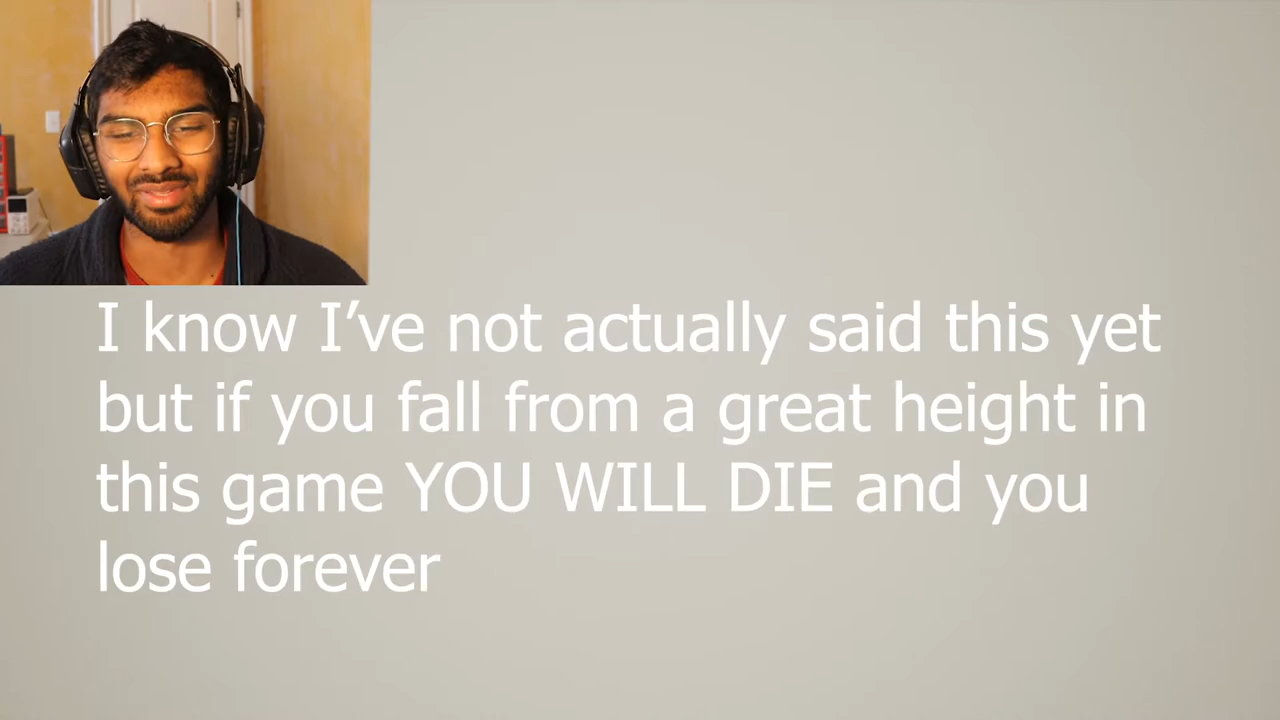 I know I’ve not actually said this yet
but if you fall from a great height in
this game YOU WILL DIE and you
lose forever